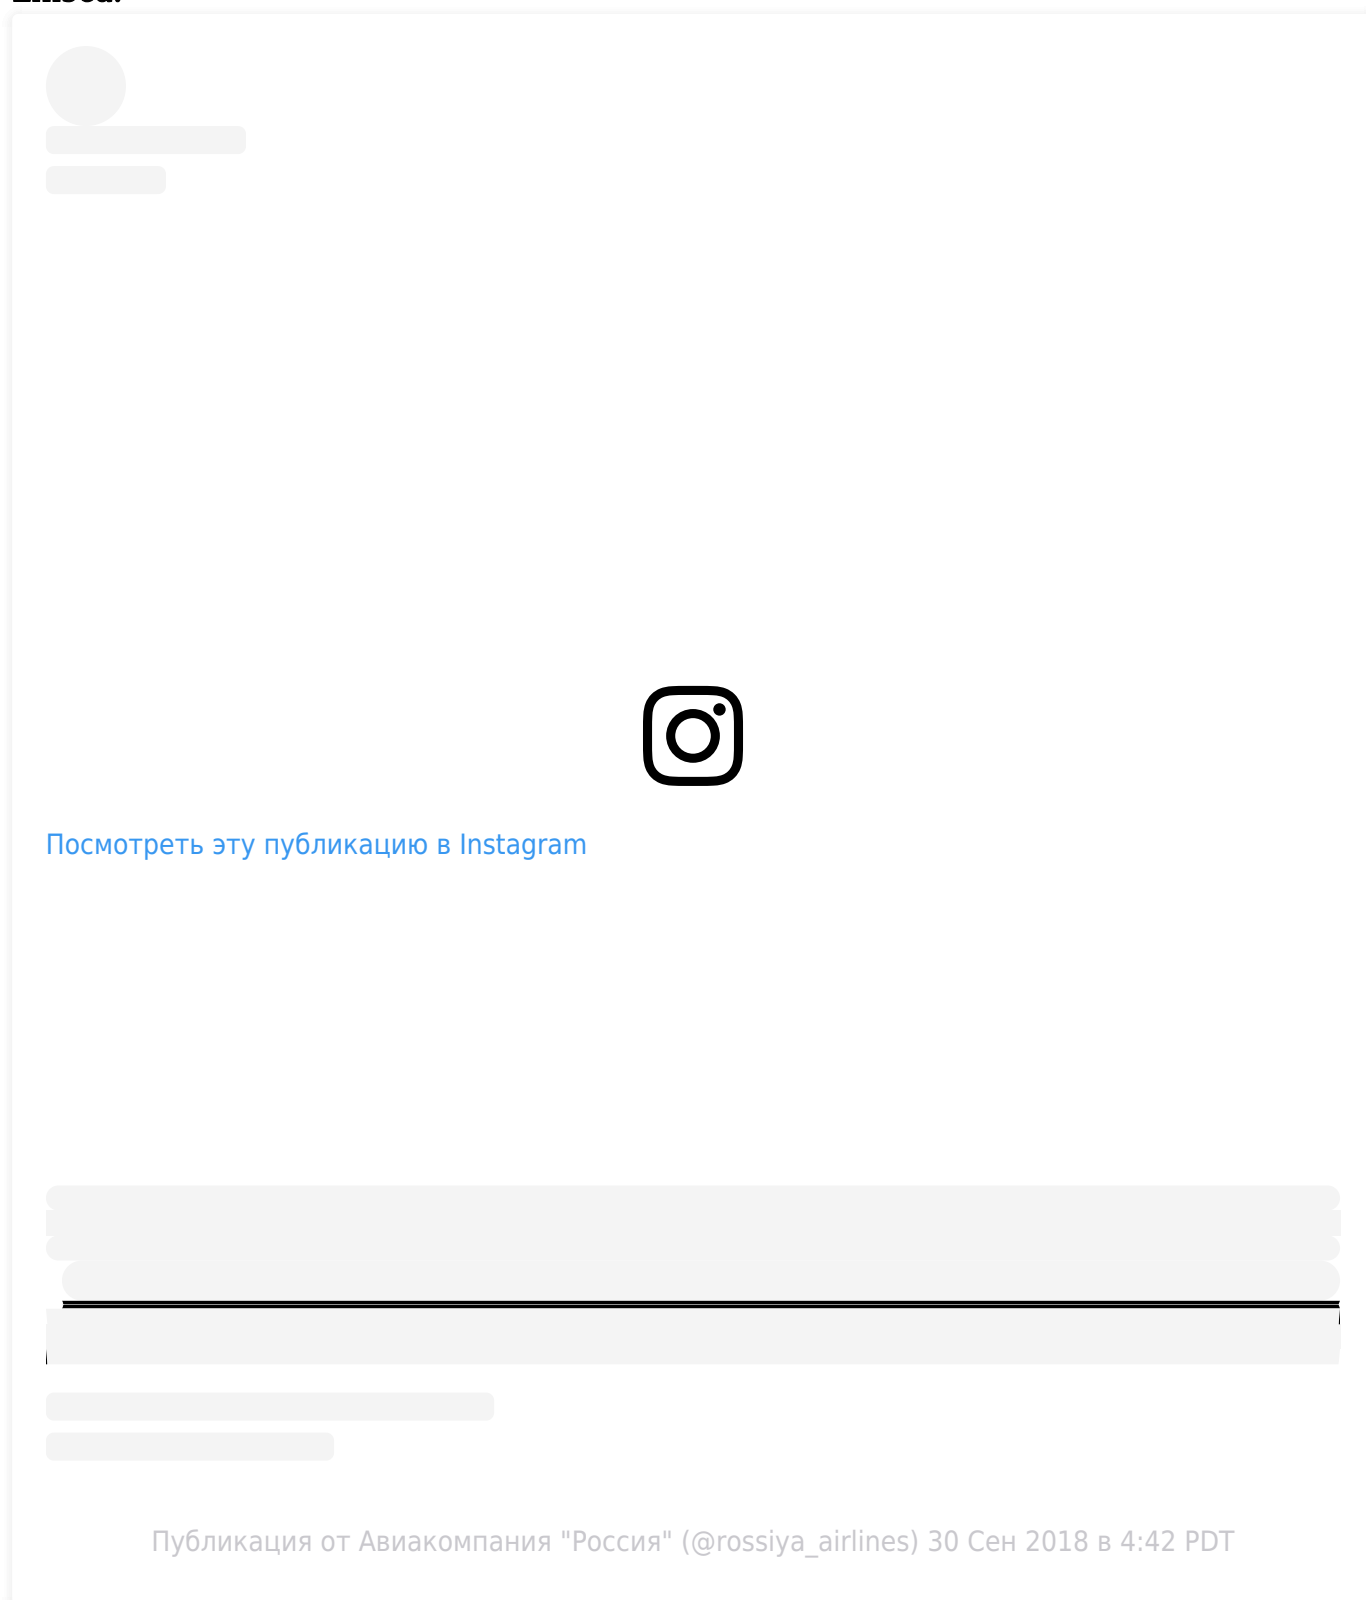 Посмотреть эту публикацию в Instagram
Публикация от Авиакомпания "Россия" (@rossiya_airlines) 30 Сен 2018 в 4:42 PDT